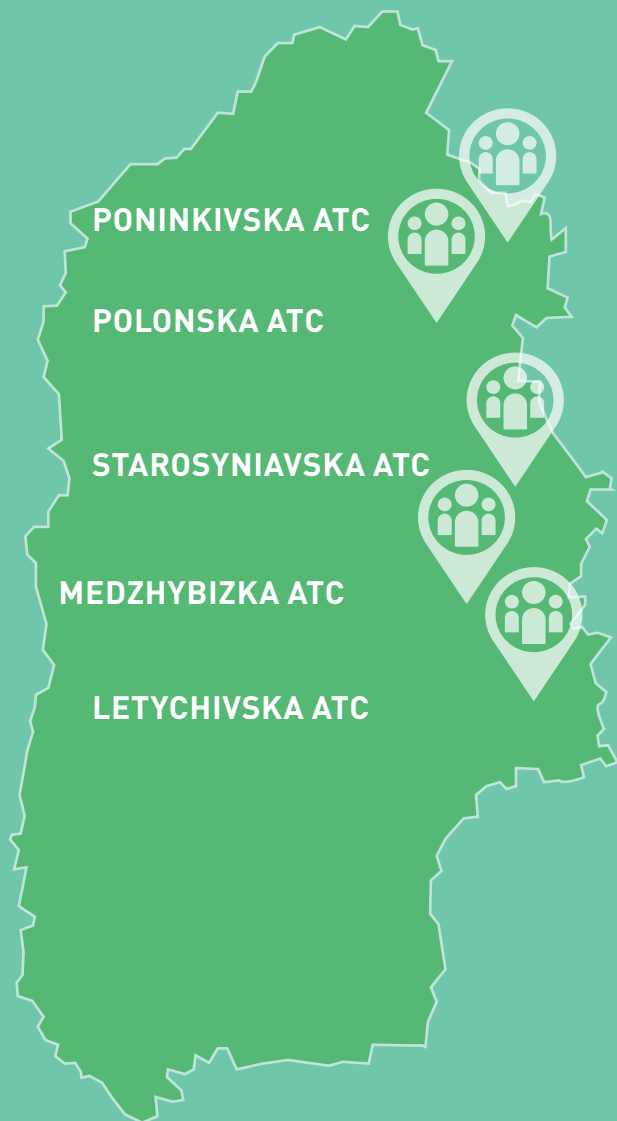 PONINKIVSKA ATC
POLONSKA ATC
STAROSYNIAVSKA ATC
MEDZHYBIZKA ATC
LETYCHIVSKA ATC